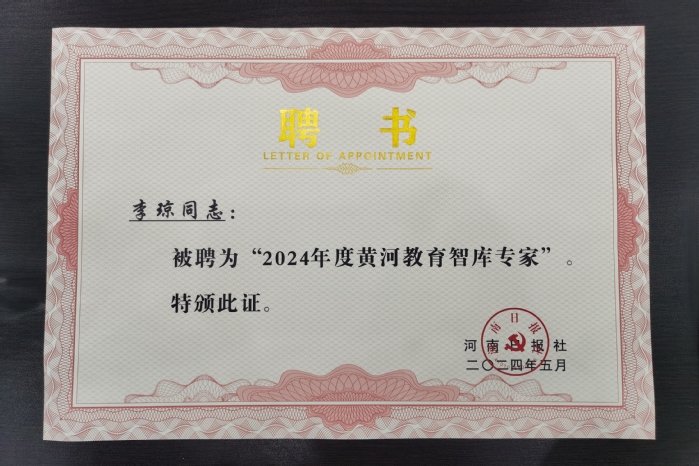 聘 书
LETTER OF APPOINTMENT
李琼同志：
被聘为“2024年度黄河教育智库专家”。
特颁此证。
河南日报社
二〇二四年五月